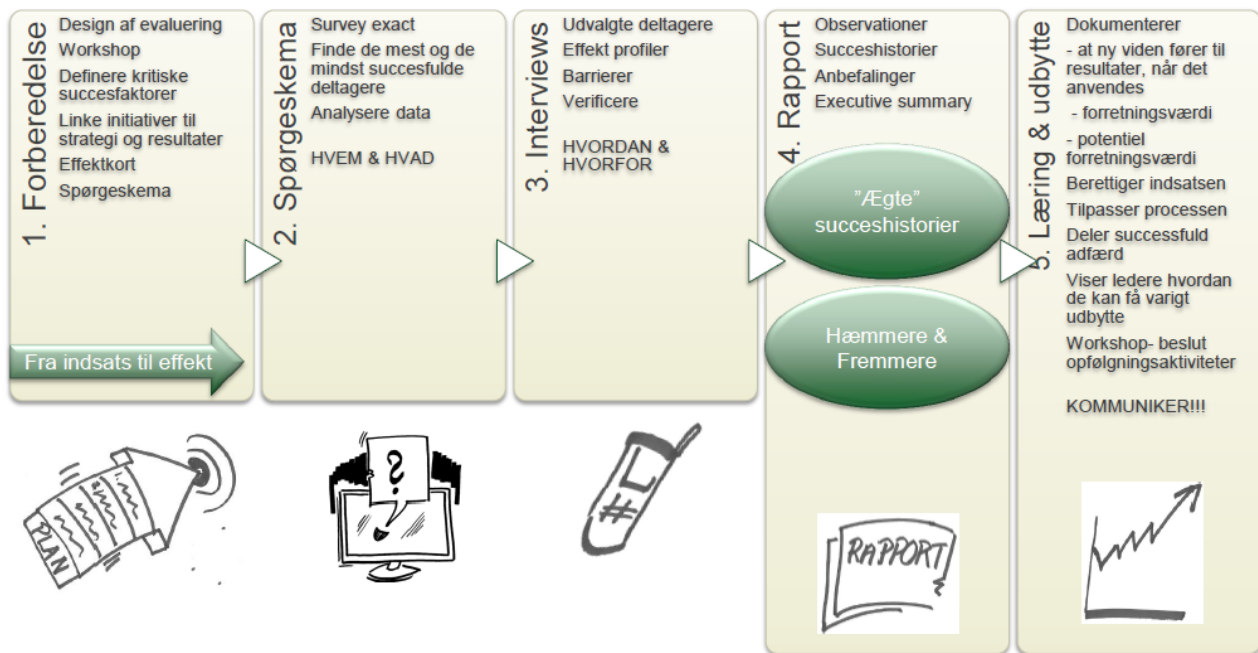 1. Forberedelse
Design af evaluering
Workshop
Definere kritiske
succesfaktorer
Linke initiativer til
strategi og resultater
Effektkort
Spørgeskema
Fra indsats til effekt
PLAN
2. Spørgeskema
Survey exact
Finde de mest og de
mindst succesfulde
deltagere
Analysere data
HVEM & HVAD
?
3. Interviews
Udvalgte deltagere
Effekt profiler
Barrierer
Verificere
HVORDAN &
HVORFOR
#
4. Rapport
Observationer
Succeshistorier
Anbefalinger
Executive summary
"Ægte"
succeshistorier
Hæmmere &
Fremmere
RAPPORT
5. Læring & udbytte
Dokumenterer
- at ny viden fører til
resultater, når det
anvendes
- forretningsværdi
- potentiel
forretningsværdi
Berettiger indsatsen
Tilpasser processen
Deler successfuld
adfærd
Viser ledere hvordan
de kan få varigt
udbytte
Workshop- beslut
opfølgningsaktiviteter
KOMMUNIKER!!!